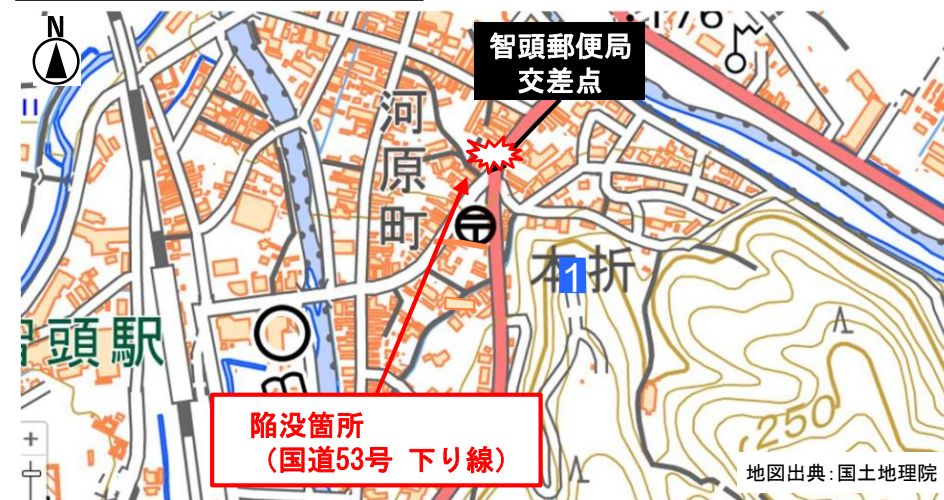 N
智頭郵便局
交差点
176
河原町
本
1
折
智頭駅
250
陥没箇所
(国道53号 下り線)
地図出典:国土地理院